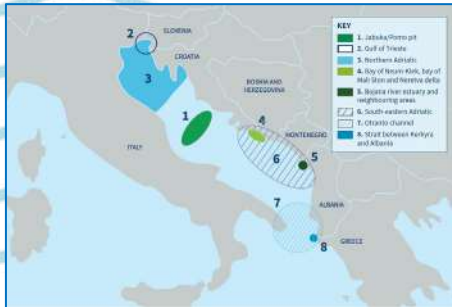 SLOVENIA
2
CROATIA
3
BOSNIA AND
HERZEGOVINA
1
4
MONTENEGRO
ITALY
6
5
7
ALBANIA
8
GREECE
KEY
1. Jabuka/Pomo pit
2. Gulf of Trieste
3. Northern Adriatic
4. Bay of Neum-Klek, bay of
Mali Ston and Neretva delta
5. Bojana river estuary and
neighbouring areas
6. South-eastern Adriatic
7. Otranto channel
8. Strait between Kerkyra
and Albania